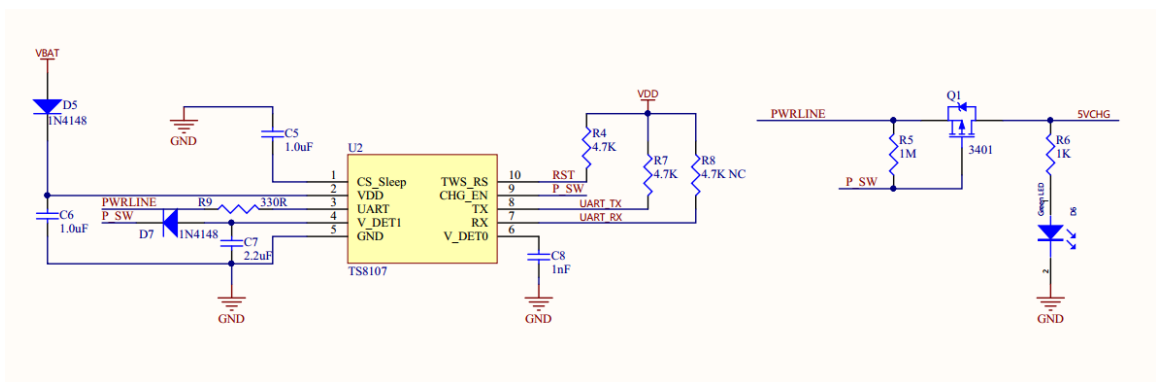 VBAT
D5
1N4148
GND
C5
1.0uF
U2
1
2
3
4
5
CS_Sleep
VDD
UART
V_DET1
GND
TWS_RS
CHG_EN
TX
RX
V_DET0
10
9
8
7
6
TS8107
C6
1.0uF
PWRLINE
R9
330R
P_SW
D7
1N4148
C7
2.2uF
GND
VDD
R4
4.7K
R7
4.7K
R8
4.7K NC
RST
P_SW
UART_TX
UART_RX
C8
1nF
GND
PWRLINE
Q1
5VCHG
R5
1M
3401
R6
1K
P_SW
Green LED
D6
2
GND